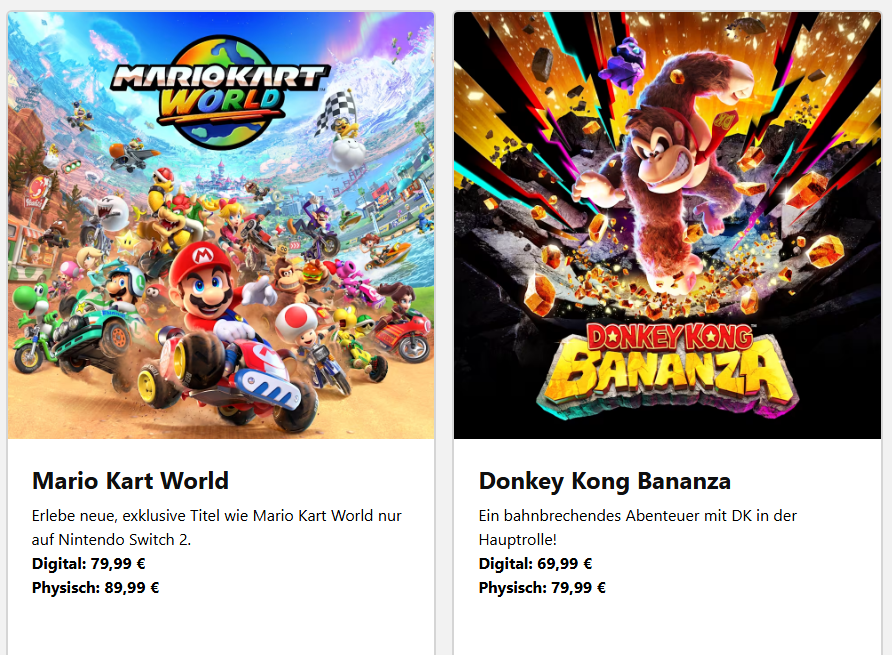 MARIOKART
WORLD
Mario Kart World
Erlebe neue, exklusive Titel wie Mario Kart World nur
auf Nintendo Switch 2.
Digital: 79,99 €
Physisch: 89,99 €
DONKEY KONG
BANANZA
Donkey Kong Bananza
Ein bahnbrechendes Abenteuer mit DK in der
Hauptrolle!
Digital: 69,99 €
Physisch: 79,99 €